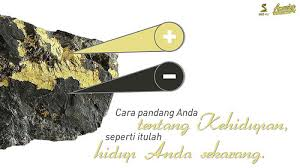 +
−
Cara pandang Anda
tentang Kehidupan,
seperti itulah
hidup Anda sekarang.